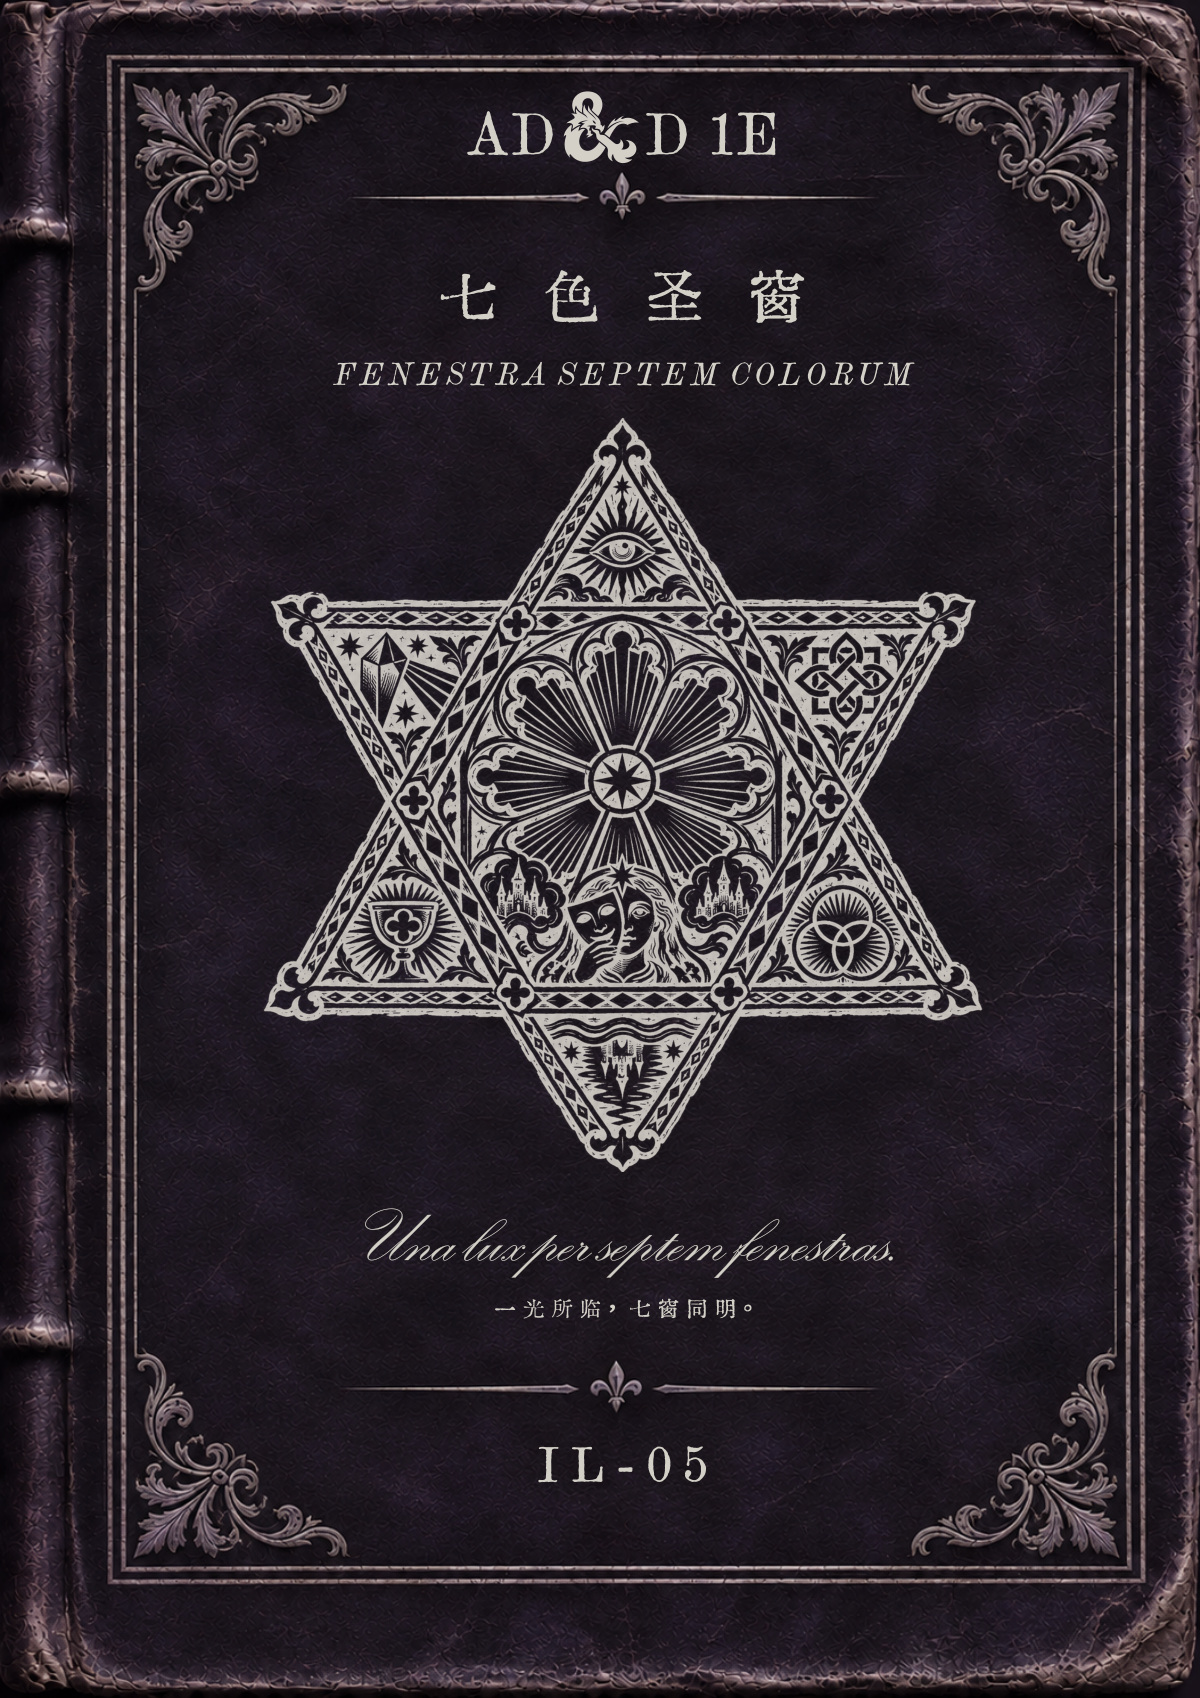 AD&D 1E
七色圣窗
FENESTRA SEPTEM COLORUM
Una lux per septem fenestras.
一光所临，七窗同明。
IL-05